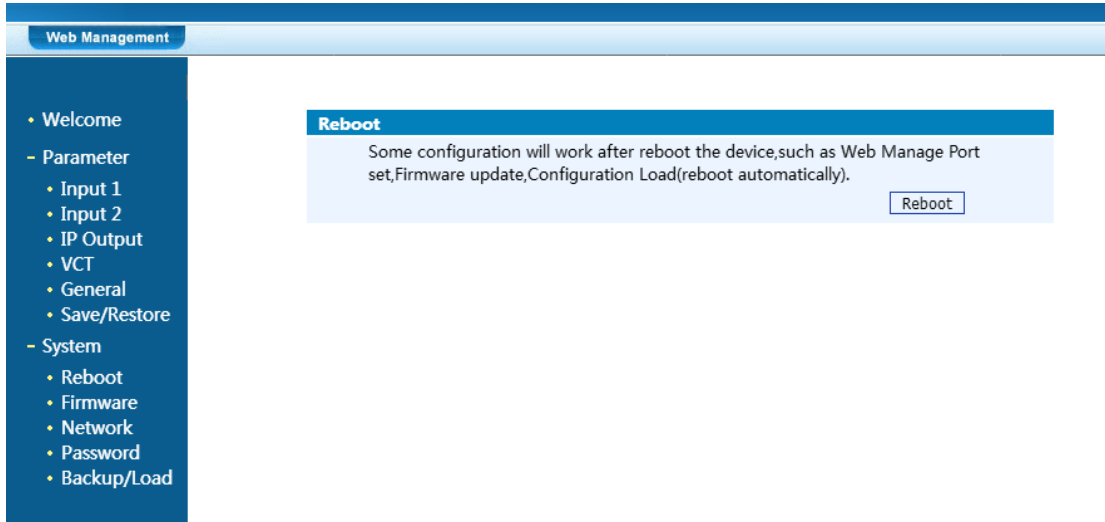 Web Management
• Welcome
– Parameter
• Input 1
• Input 2
• IP Output
• VCT
• General
• Save/Restore
– System
• Reboot
• Firmware
• Network
• Password
• Backup/Load
Reboot
Some configuration will work after reboot the device,such as Web Manage Port
set,Firmware update,Configuration Load(reboot automatically).
Reboot